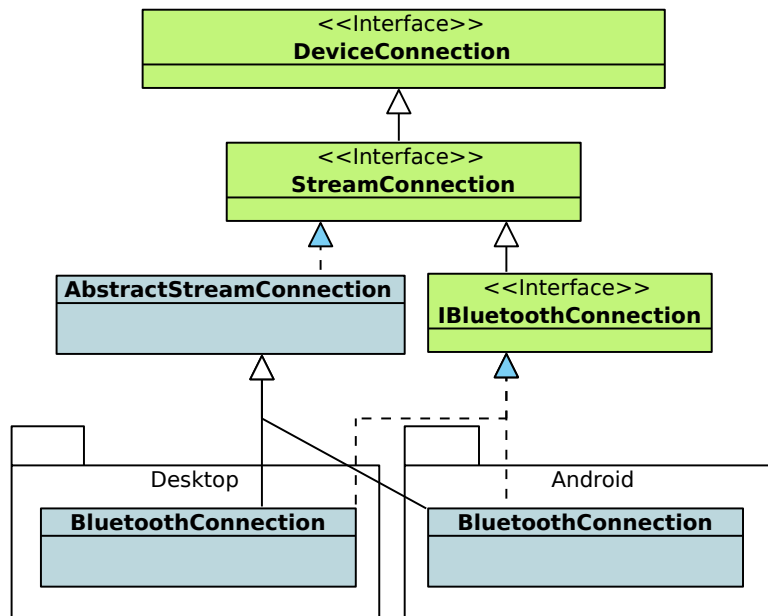 <<Interface>>
DeviceConnection
<<Interface>>
StreamConnection
AbstractStreamConnection
<<Interface>>
IBluetoothConnection
Desktop
BluetoothConnection
Android
BluetoothConnection